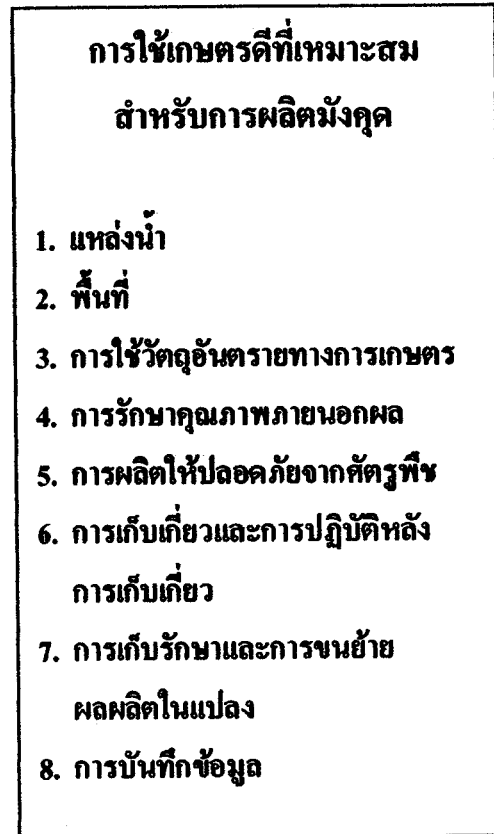 การใช้เกษตรดีที่เหมาะสม
สำหรับการผลิตมังคุด
1. แหล่งน้ำ
2. พื้นที่
3. การใช้วัตถุอันตรายทางการเกษตร
4. การรักษาคุณภาพภายนอกผล
5. การผลิตให้ปลอดภัยจากศัตรูพืช
6. การเก็บเกี่ยวและการปฏิบัติหลัง
การเก็บเกี่ยว
7. การเก็บรักษาและการขนย้าย
ผลผลิตในแปลง
8. การบันทึกข้อมูล